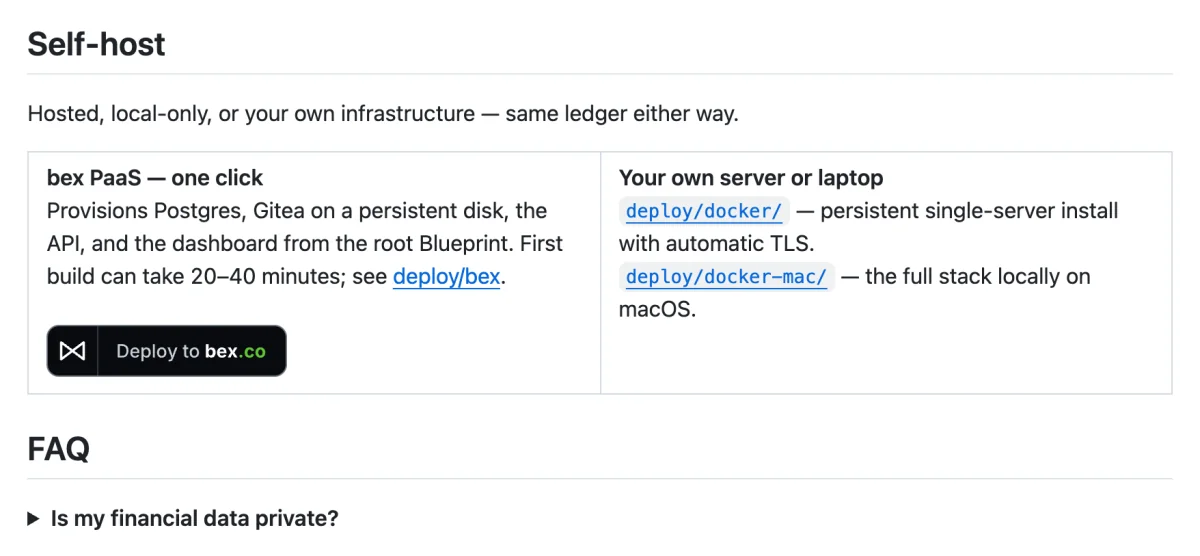 Self-host
Hosted, local-only, or your own infrastructure — same ledger either way.
bex PaaS — one click
Provisions Postgres, Gitea on a persistent disk, the
API, and the dashboard from the root Blueprint. First
build can take 20–40 minutes; see deploy/bex.
Deploy to bex.co
Your own server or laptop
deploy/docker/ — persistent single-server install
with automatic TLS.
deploy/docker-mac/ — the full stack locally on
macOS.
FAQ
Is my financial data private?